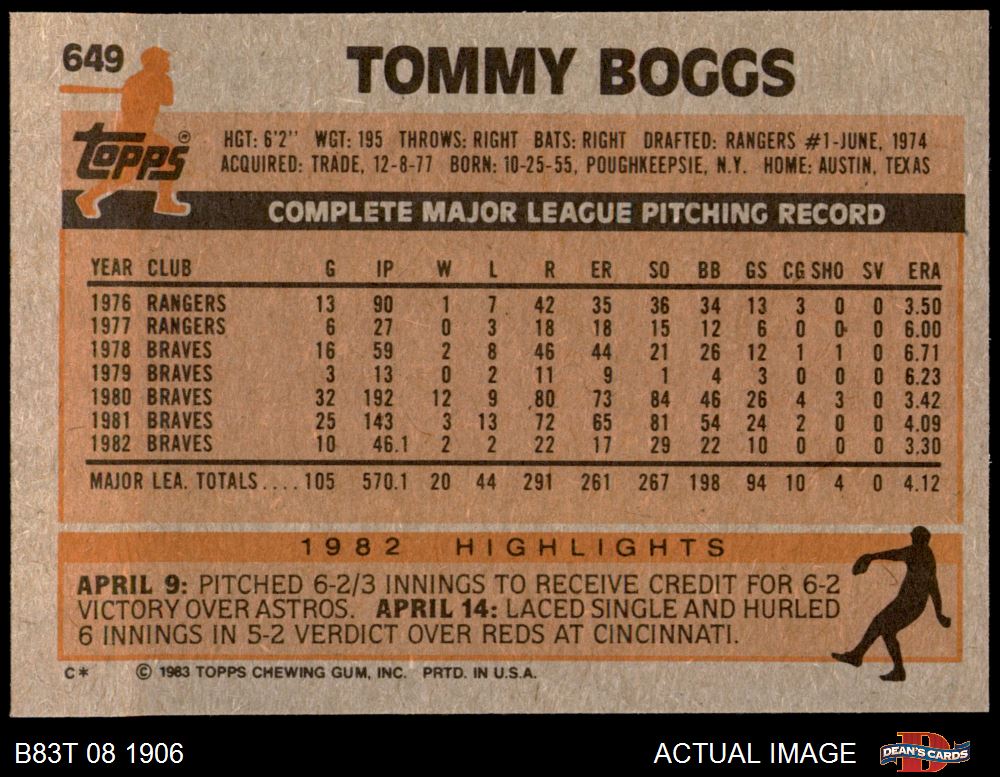 649
TOMMY BOGGS
TOPPS®
HGT: 6'2'' WGT: 195 THROWS: RIGHT BATS: RIGHT DRAFTED: RANGERS #1-JUNE, 1974
ACQUIRED: TRADE, 12-8-77 BORN: 10-25-55, POUGHKEEPSIE, N.Y. HOME: AUSTIN, TEXAS
COMPLETE MAJOR LEAGUE PITCHING RECORD
YEAR CLUB G IP W L R ER SO BB GS CG SHO SV ERA
1976 RANGERS 13 90 1 7 42 35 36 34 13 3 0 0 3.50
1977 RANGERS 6 27 0 3 18 18 15 12 6 0 0 0 6.00
1978 BRAVES 16 59 2 8 46 44 21 26 12 1 1 0 6.71
1979 BRAVES 3 13 0 2 11 9 1 4 3 0 0 0 6.23
1980 BRAVES 32 192 12 9 80 73 84 46 26 4 3 0 3.42
1981 BRAVES 25 143 3 13 72 65 81 54 24 2 0 0 4.09
1982 BRAVES 10 46.1 2 2 22 17 29 22 10 0 0 0 3.30
MAJOR LEA. TOTALS....105 570.1 20 44 291 261 267 198 94 10 4 0 4.12
1982 HIGHLIGHTS
APRIL 9: PITCHED 6-2/3 INNINGS TO RECEIVE CREDIT FOR 6-2
VICTORY OVER ASTROS. APRIL 14: LACED SINGLE AND HURLED
6 INNINGS IN 5-2 VERDICT OVER REDS AT CINCINNATI.
C* © 1983 TOPPS CHEWING GUM, INC. PRTD. IN U.S.A.
B83T 08 1906 ACTUAL IMAGE DEAN'S CARDS